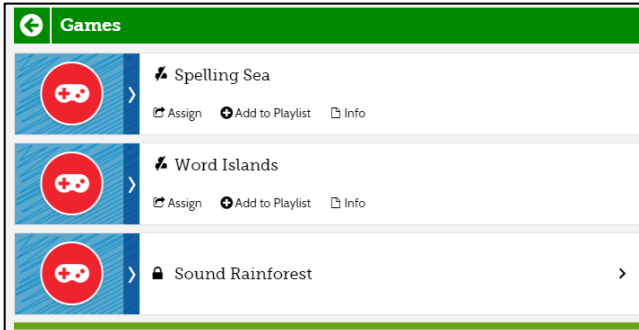 Games
Spelling Sea
Assign Add to Playlist Info
Word Islands
Assign Add to Playlist Info
Sound Rainforest